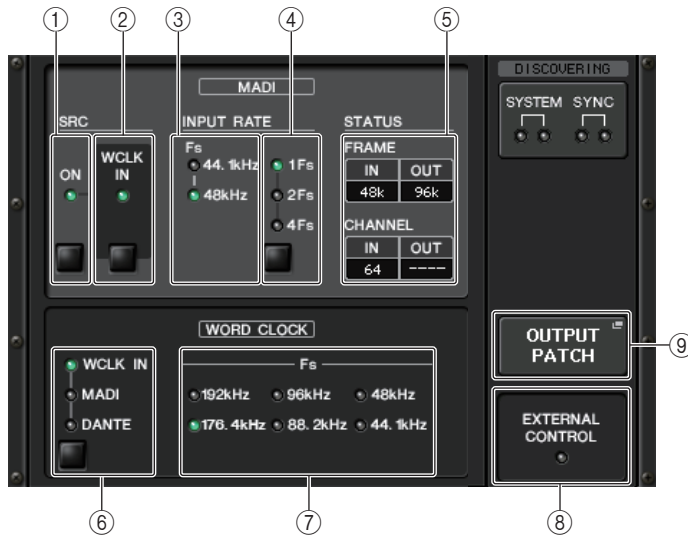 ① ② ③ ④ ⑤
MADI
SRC
ON
WCLK
IN
INPUT RATE
Fs
44.1kHz
48kHz
1Fs
2Fs
4Fs
STATUS
FRAME
IN OUT
48k 96k
CHANNEL
IN OUT
64 ----
DISCOVERING
SYSTEM SYNC
WORD CLOCK
WCLK IN
MADI
DANTE
Fs
192kHz 96kHz 48kHz
176.4kHz 88.2kHz 44.1kHz
OUTPUT
PATCH
⑨
EXTERNAL
CONTROL
⑥ ⑦ ⑧